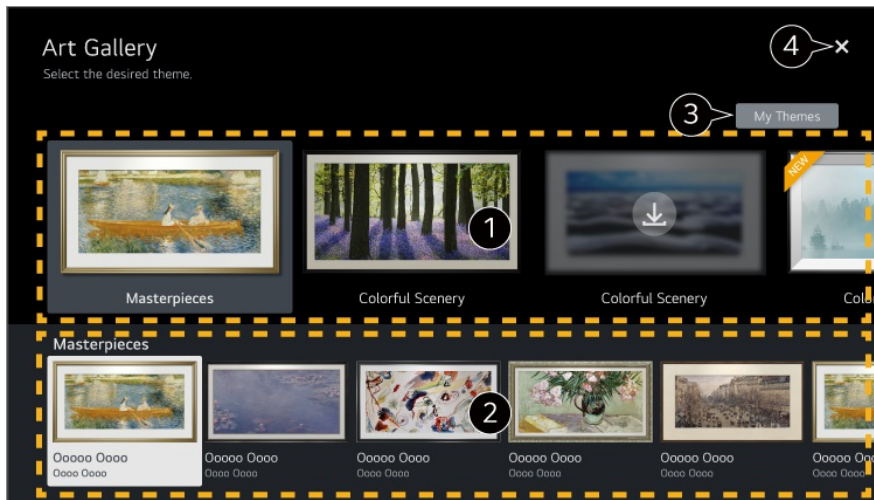 Art Gallery
Select the desired theme.
4
3
My Themes
NEW
1
Masterpieces
Colorful Scenery
Colorful Scenery
Colo
Masterpieces
2
Ooooo Oooo
Oooo Oooo
Ooooo Oooo
Oooo Oooo
Ooooo Oooo
Oooo Oooo
Ooooo Oooo
Oooo Oooo
Ooooo Oooo
Oooo Oooo
Ooooo Oo
Oooo Oooo